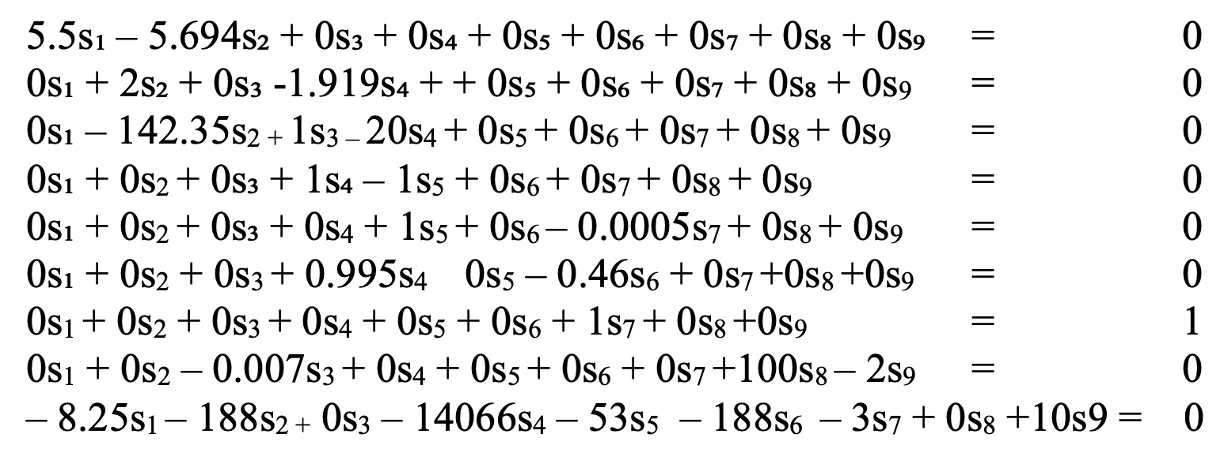 5.5s₁ – 5.694s₂ + 0s₃ + 0s₄ + 0s₅ + 0s₆ + 0s₇ + 0s₈ + 0s₉ = 0
0s₁ + 2s₂ + 0s₃ -1.919s₄ + + 0s₅ + 0s₆ + 0s₇ + 0s₈ + 0s₉ = 0
0s₁ – 142.35s₂ + 1s₃ – 20s₄ + 0s₅ + 0s₆ + 0s₇ + 0s₈ + 0s₉ = 0
0s₁ + 0s₂ + 0s₃ + 1s₄ – 1s₅ + 0s₆ + 0s₇ + 0s₈ + 0s₉ = 0
0s₁ + 0s₂ + 0s₃ + 0s₄ + 1s₅ + 0s₆ – 0.0005s₇ + 0s₈ + 0s₉ = 0
0s₁ + 0s₂ + 0s₃ + 0.995s₄ 0s₅ – 0.46s₆ + 0s₇ +0s₈ +0s₉ = 0
0s₁ + 0s₂ + 0s₃ + 0s₄ + 0s₅ + 0s₆ + 1s₇ + 0s₈ +0s₉ = 1
0s₁ + 0s₂ – 0.007s₃ + 0s₄ + 0s₅ + 0s₆ + 0s₇ +100s₈ – 2s₉ = 0
– 8.25s₁ – 188s₂ + 0s₃ – 14066s₄ – 53s₅ – 188s₆ – 3s₇ + 0s₈ +10s9 = 0